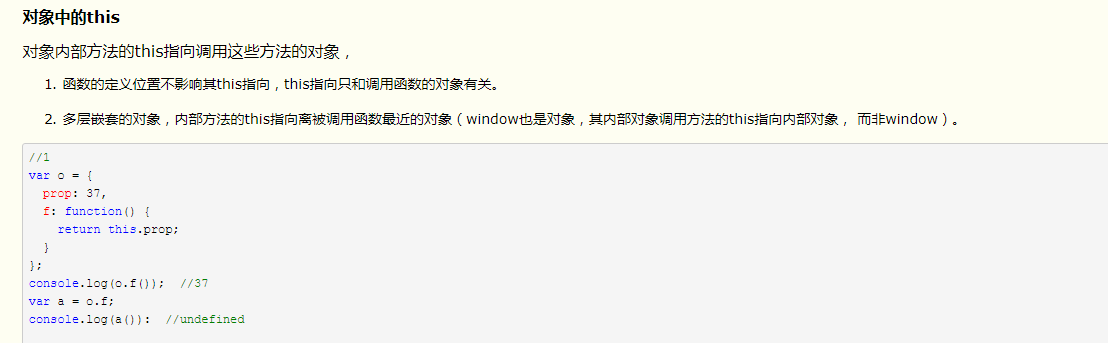 对象中的this
对象内部方法的this指向调用这些方法的对象，
1. 函数的定义位置不影响其this指向，this指向只和调用函数的对象有关。
2. 多层嵌套的对象，内部方法的this指向离被调用函数最近的对象（window也是对象，其内部对象调用方法的this指向内部对象， 而非window）。
//1
var o = {
  prop: 37,
  f: function() {
    return this.prop;
  }
};
console.log(o.f());  //37
var a = o.f;
console.log(a()):  //undefined